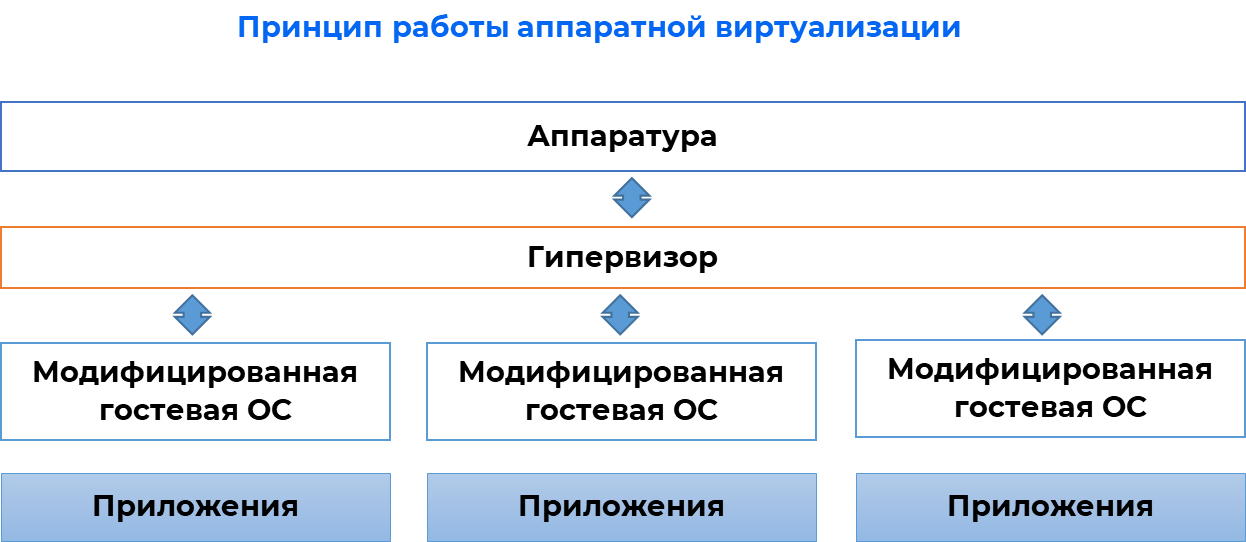 Принцип работы аппаратной виртуализации
Аппаратура
Гипервизор
Модифицированная
гостевая ОС
Модифицированная
гостевая ОС
Модифицированная
гостевая ОС
Приложения
Приложения
Приложения